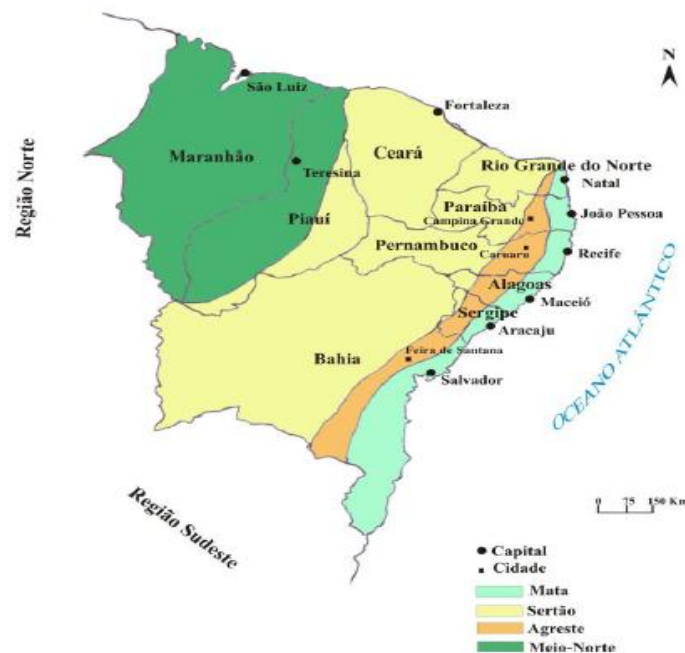 N
São Luiz
Fortaleza
Maranhão
Ceará
Teresina
Rio Grande do Norte
Natal
Região Norte
Paraíba
Campina Grande
João Pessoa
Piauí
Pernambuco
Caruaru
Recife
Alagoas
Maceió
Sergipe
Aracaju
Bahia
Feira de Santana
Salvador
OCEANO ATLÂNTICO
Região Sudeste
0 75 150 Km
Capital
Cidade
Mata
Sertão
Agreste
Meio-Norte